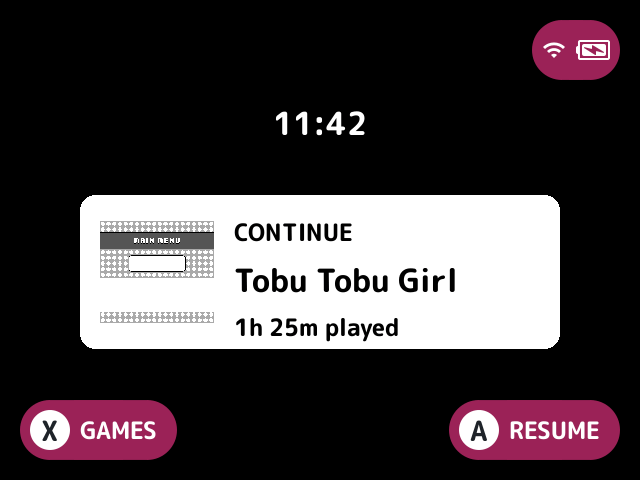 11:42
MAIN MENU
CONTINUE
Tobu Tobu Girl
1h 25m played
X GAMES
A RESUME